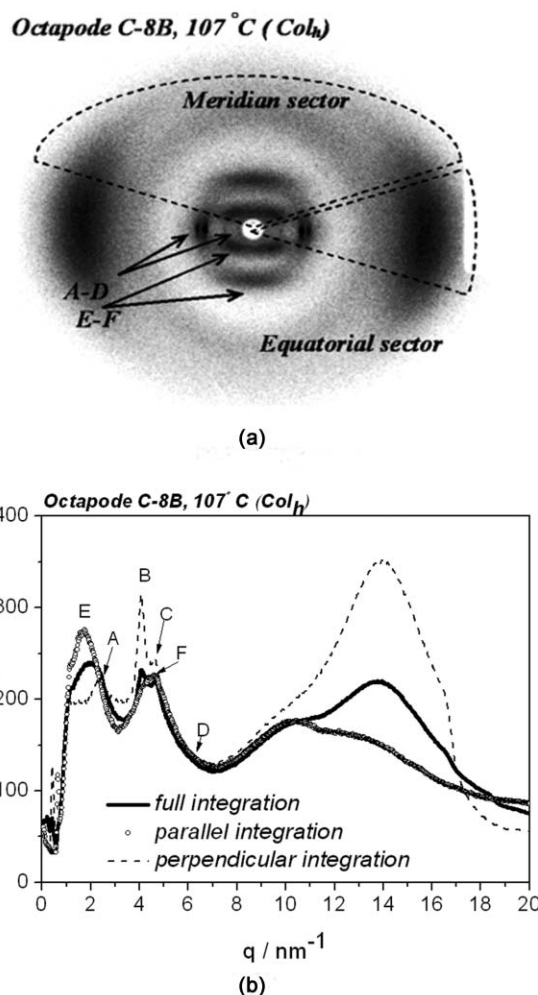 Octapode C-8B, 107 °C ( Colh)
Meridian sector
A-D
E-F
Equatorial sector
(a)
Octapode C-8B, 107° C (Colh)
400
300
200
100
0
E
A
B
C
F
D
full integration
parallel integration
perpendicular integration
0 2 4 6 8 10 12 14 16 18 20
q / nm-1
(b)